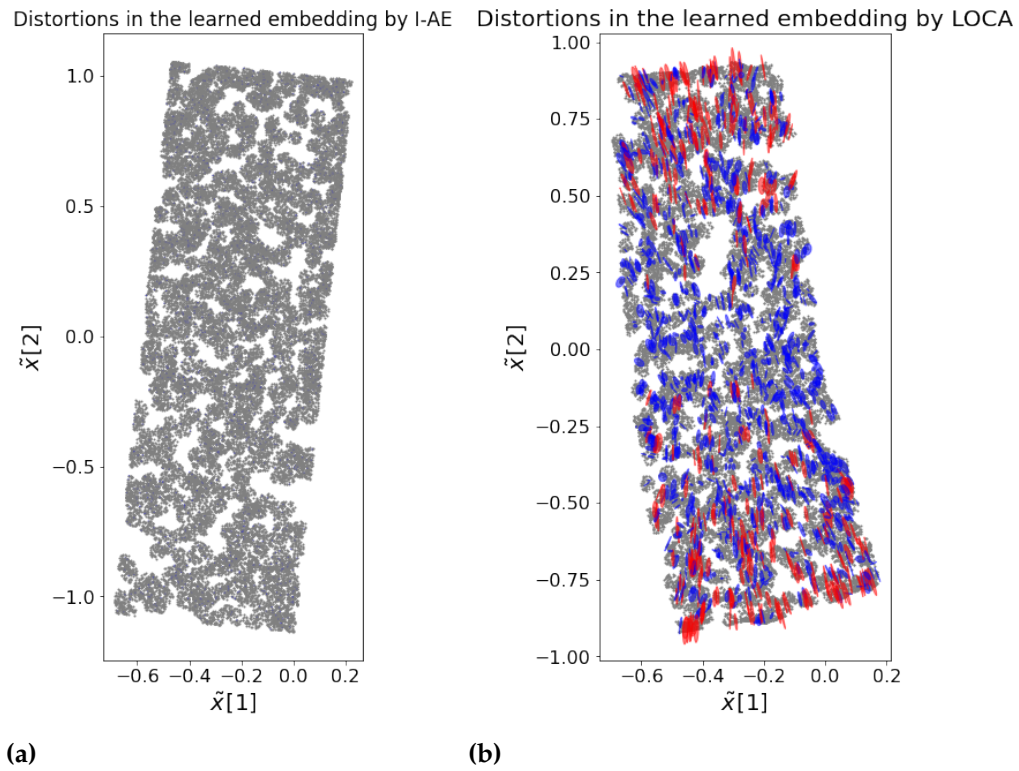 Distortions in the learned embedding by I-AE
Distortions in the learned embedding by LOCA
1.0
0.5
0.0
−0.5
−1.0
x̃[2]
−0.6 −0.4 −0.2 0.0 0.2
x̃[1]
1.00
0.75
0.50
0.25
0.00
−0.25
−0.50
−0.75
−1.00
x̃[2]
−0.6 −0.4 −0.2 0.0 0.2
x̃[1]
(a)
(b)